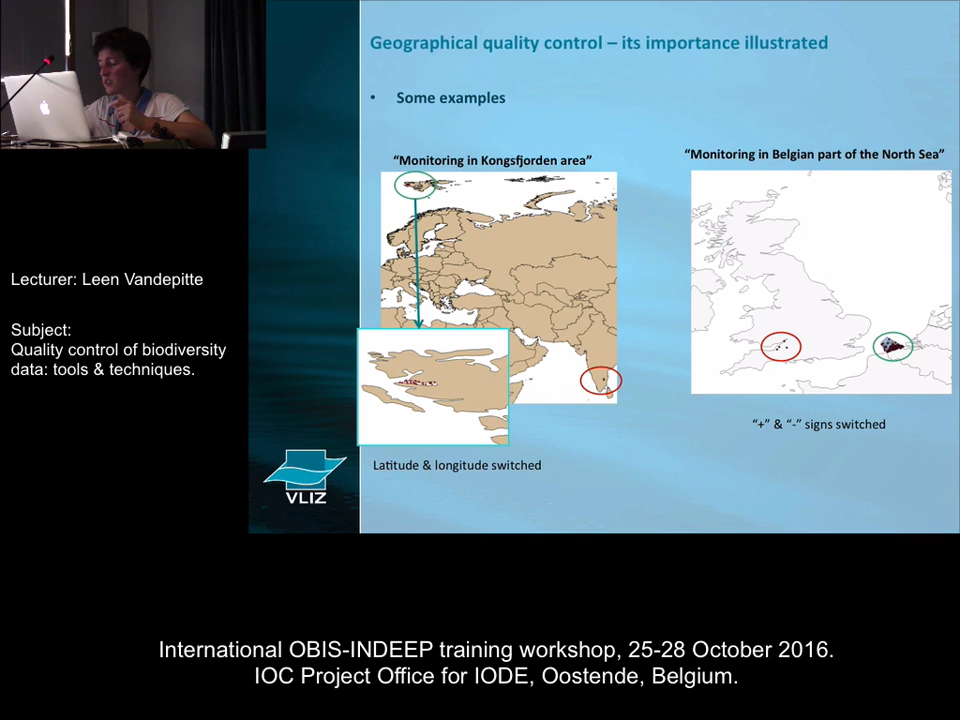 Geographical quality control – its importance illustrated
• Some examples
“Monitoring in Kongsfjorden area”
“Monitoring in Belgian part of the North Sea”
“+” & “-” signs switched
Latitude & longitude switched
VLIZ
Lecturer: Leen Vandepitte
Subject:
Quality control of biodiversity
data: tools & techniques.
International OBIS-INDEEP training workshop, 25-28 October 2016.
IOC Project Office for IODE, Oostende, Belgium.